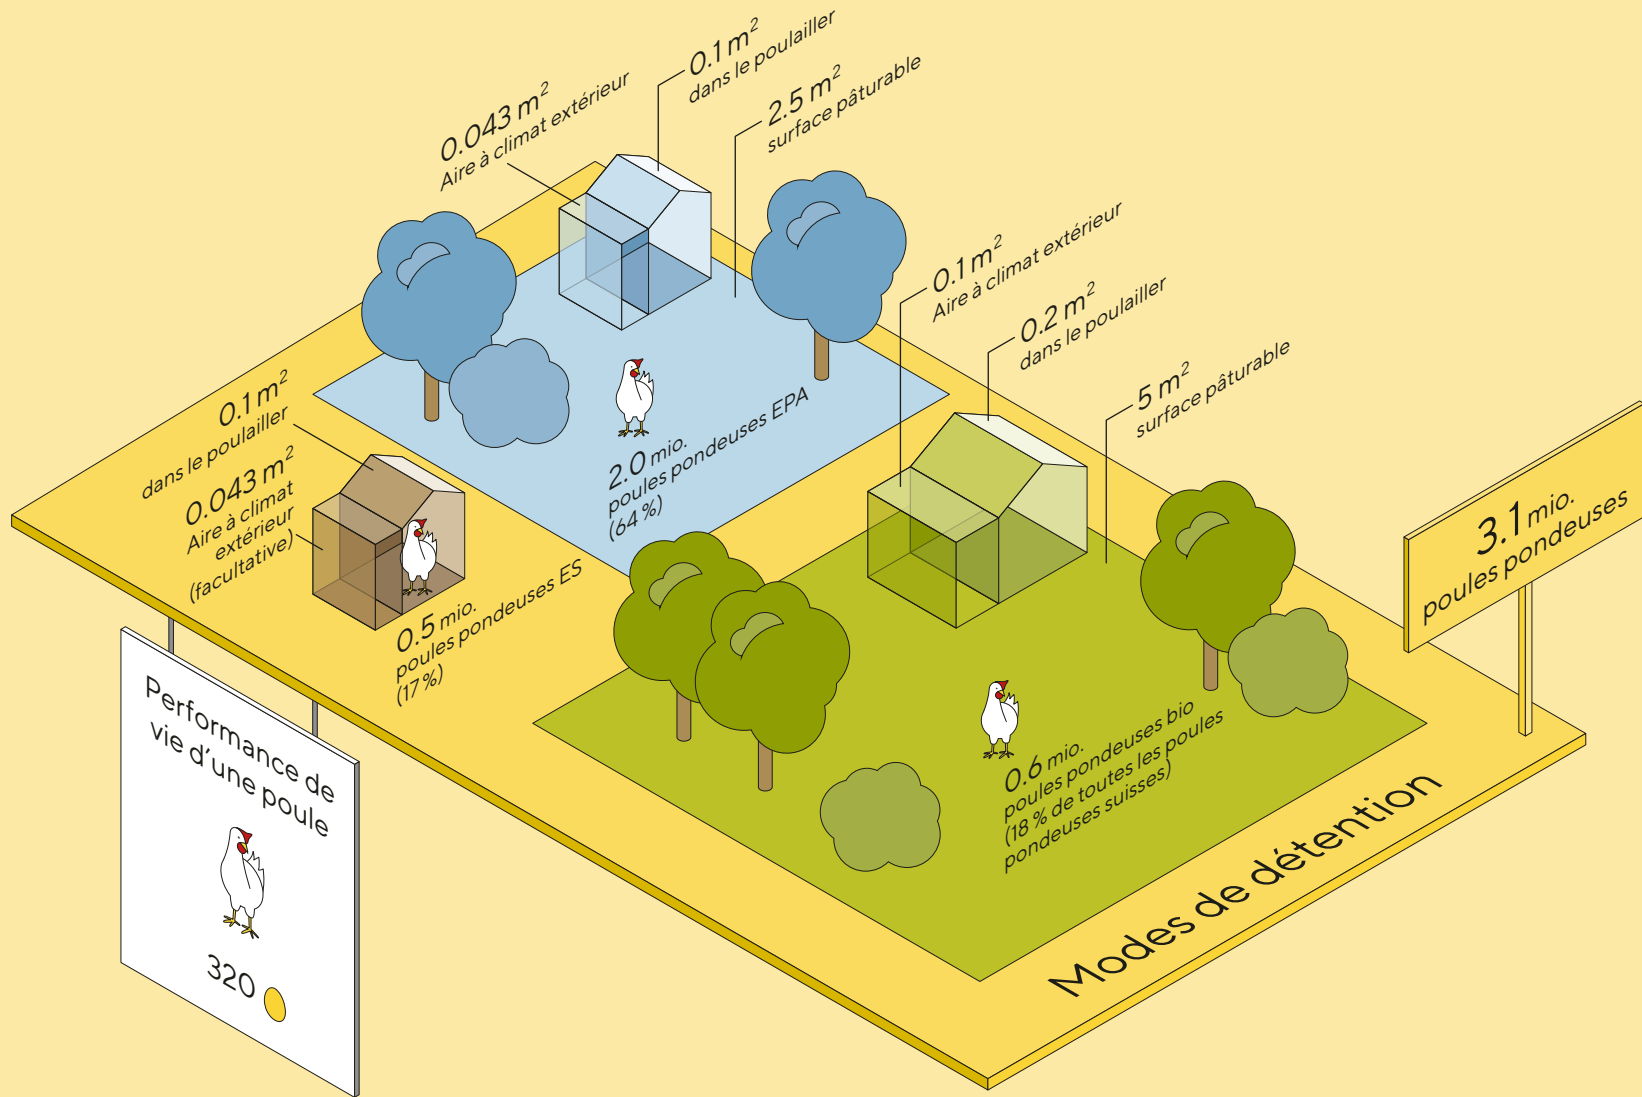 0.1 m²
dans le poulailler
0.043 m²
Aire à climat extérieur
2.5 m²
surface pâturable
0.1 m²
Aire à climat extérieur
0.2 m²
dans le poulailler
5 m²
surface pâturable
0.1 m²
dans le poulailler
0.043 m²
Aire à climat
extérieur
(facultative)
2.0 mio.
poules pondeuses EPA
(64 %)
0.5 mio.
poules pondeuses ES
(17 %)
3.1 mio.
poules pondeuses
0.6 mio.
poules pondeuses bio
(18 % de toutes les poules
pondeuses suisses)
Performance de
vie d’une poule
320
Modes de détention